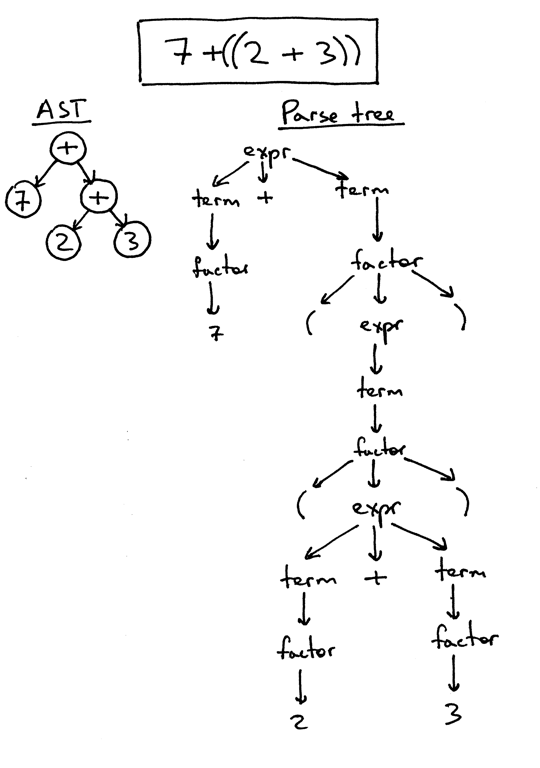 7 + ((2 + 3))
AST
Parse tree
+
7 +
2 3
expr
term + term
factor factor
7 ( expr )
term
factor
( expr )
term + term
factor factor
2 3